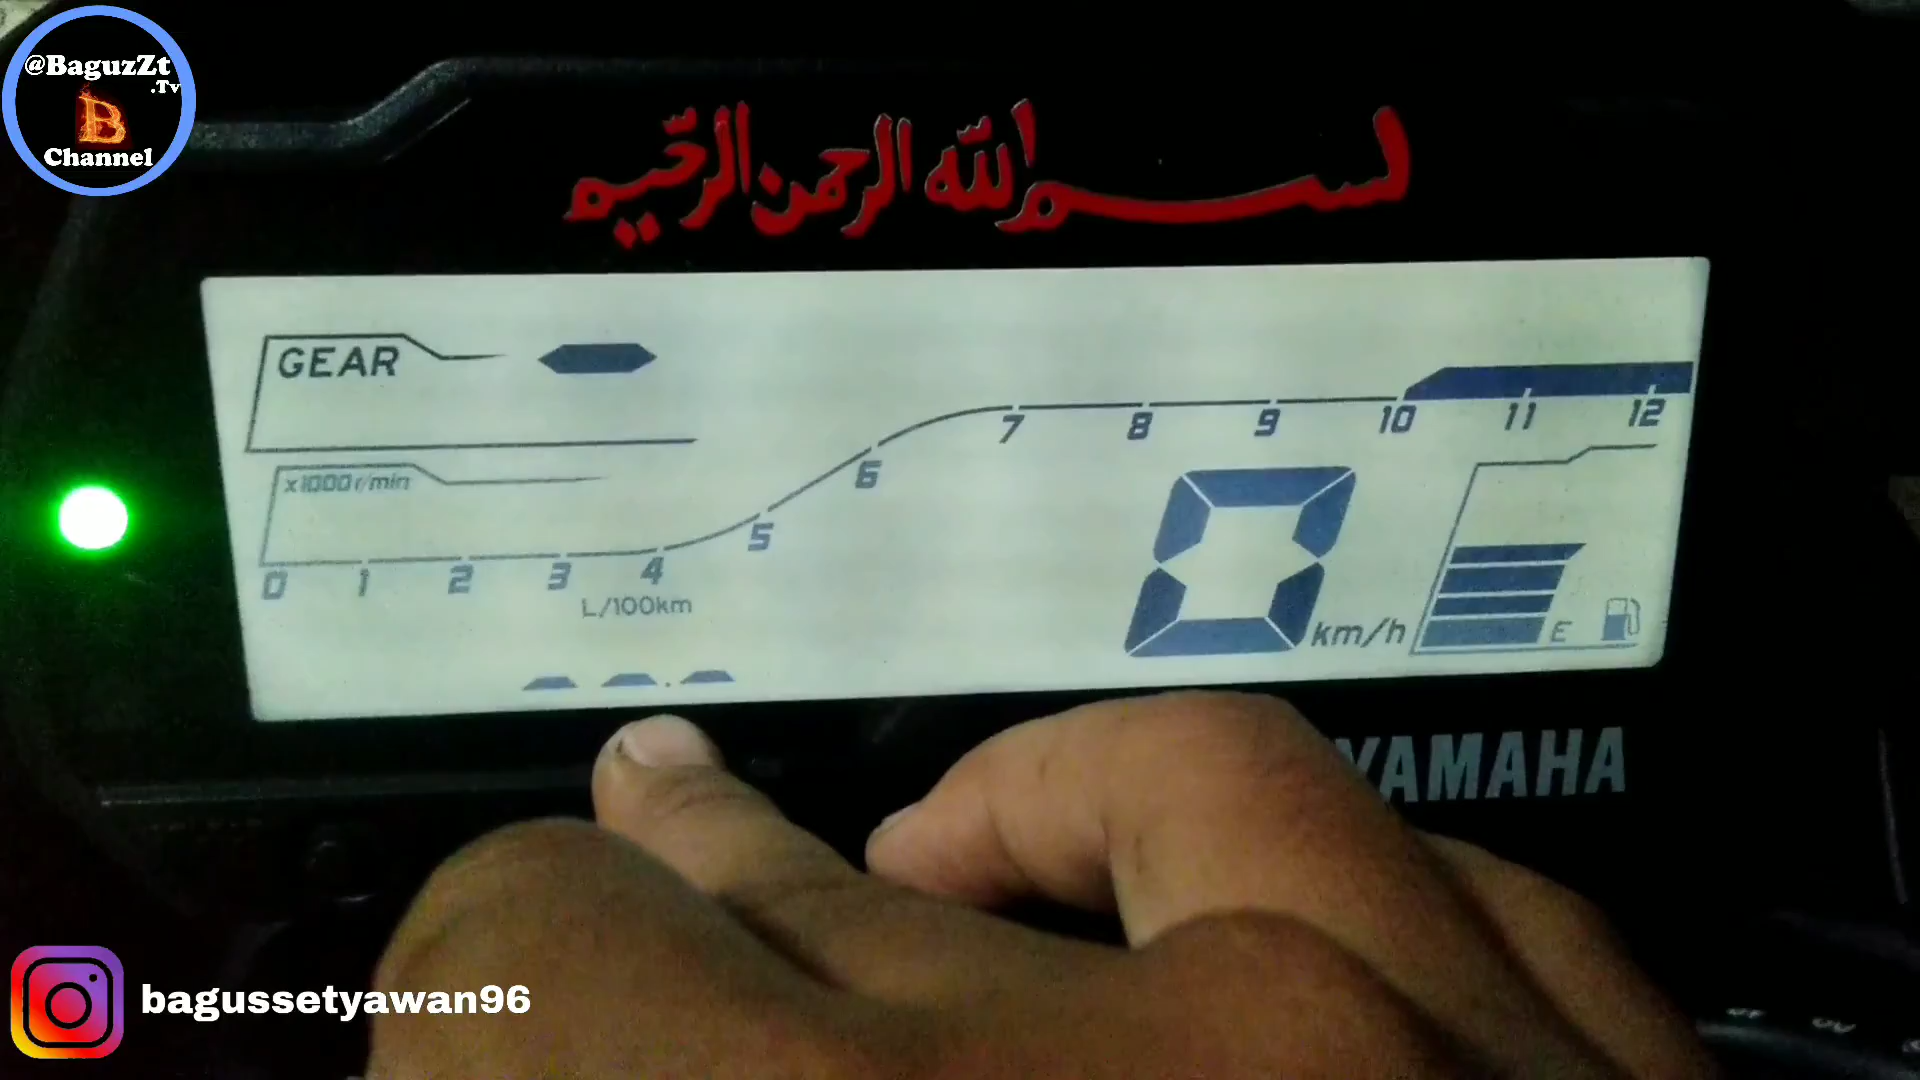 @BaguzZt
.Tv
B
Channel
بسم الله الرحمن الرحيم
GEAR
x1000 r/min
0 1 2 3 4 5 6 7 8 9 10 11 12
L/100km
--.-
0 km/h
E
YAMAHA
bagussetyawan96